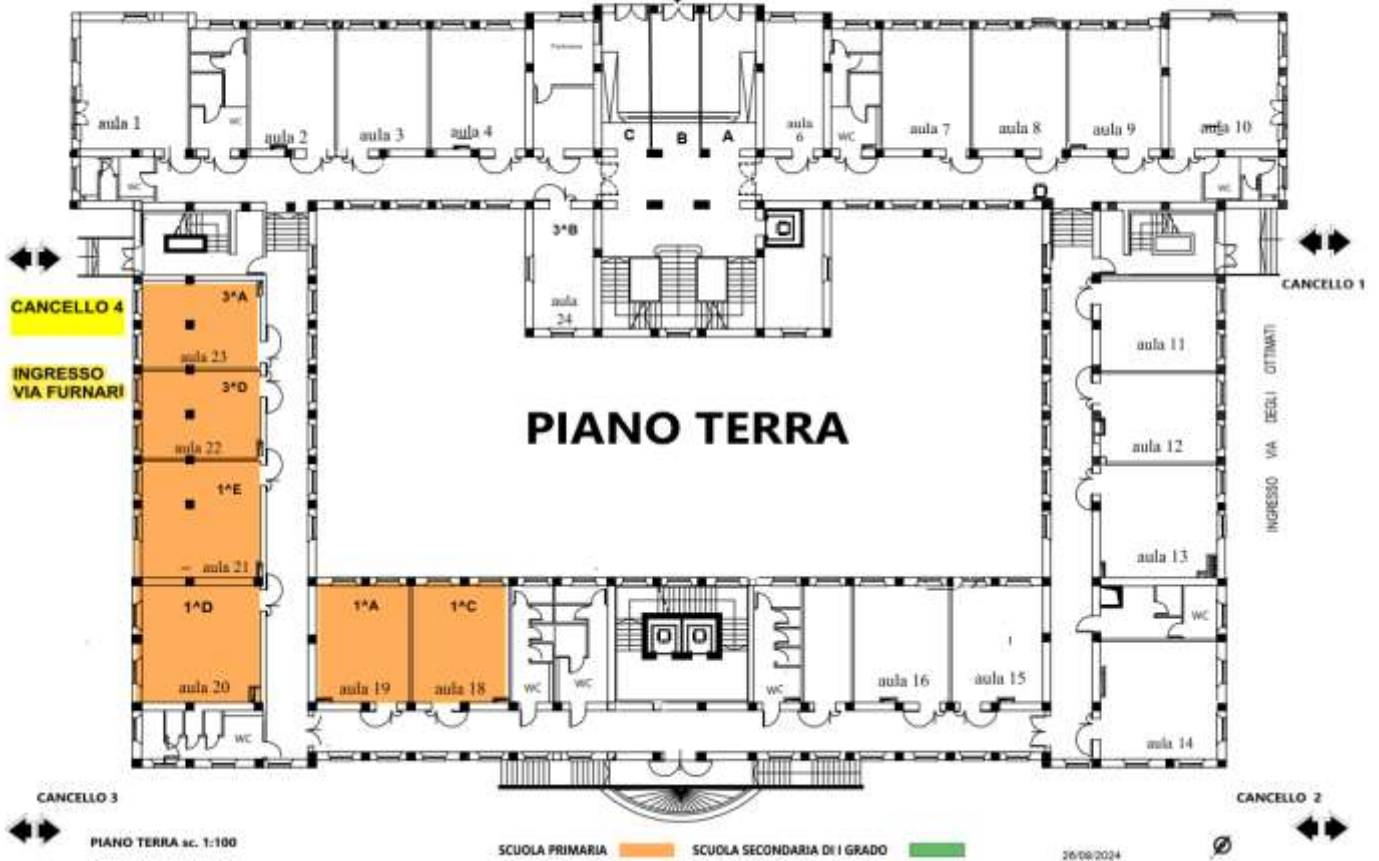 aula 1
WC
aula 2
aula 3
aula 4
C B A
aula
6
WC
aula 7
aula 8
aula 9
aula 10
WC
WC
3^B
aula
24
CANCELLO 4
INGRESSO
VIA FURNARI
3^A
aula 23
3^D
aula 22
1^E
aula 21
1^D
aula 20
WC
PIANO TERRA
CANCELLO 1
INGRESSO VIA DEGLI OTTIMATI
aula 11
aula 12
aula 13
WC
aula 14
1^A
aula 19
1^C
aula 18
WC
WC
WC
aula 16
aula 15
CANCELLO 3
CANCELLO 2
PIANO TERRA sc. 1:100
SCUOLA PRIMARIA
SCUOLA SECONDARIA DI I GRADO
26/08/2024